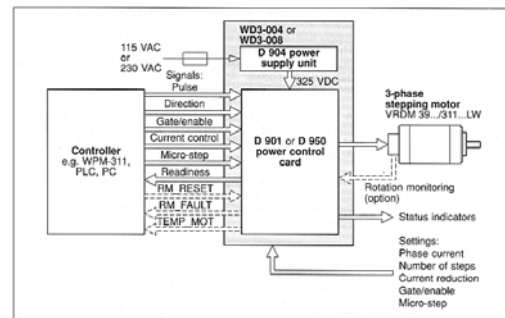 WD3-004 or
WD3-008
D 904 power
supply unit
115 VAC
or
230 VAC
325 VDC
Signals:
Pulse
Direction
Gate/enable
Current control
Micro-step
Readiness
RM_RESET
RM_FAULT
TEMP_MOT
Controller
e.g. WPM-311,
PLC, PC
D 901 or D 950
power control
card
3-phase
stepping motor
VRDM 39.../311...LW
Rotation monitoring
(option)
Status indicators
Settings:
Phase current
Number of steps
Current reduction
Gate/enable
Micro-step